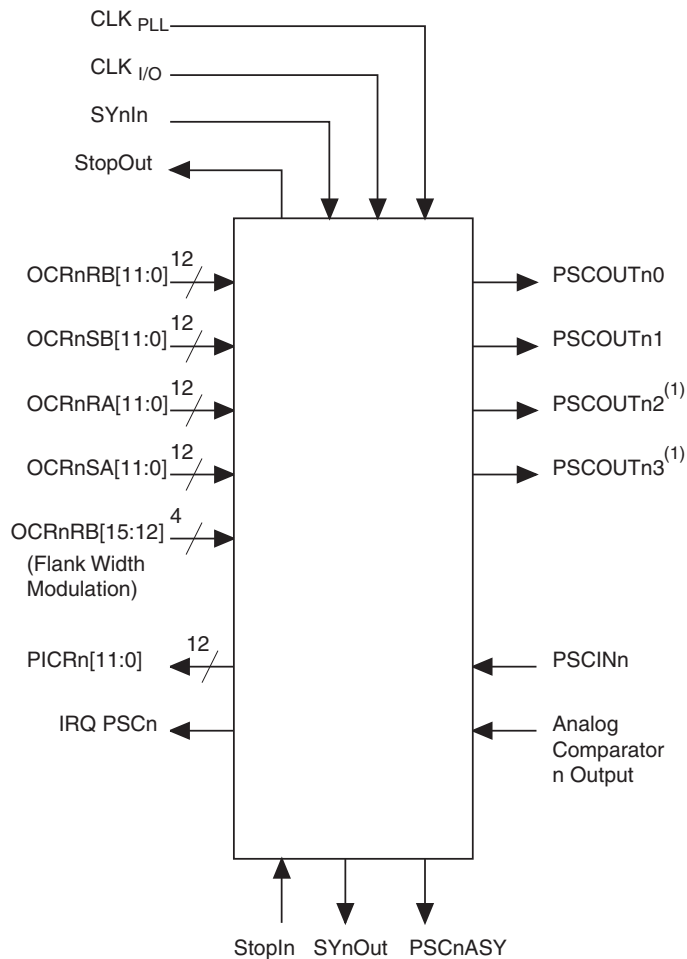 CLK PLL
CLK I/O
SYnIn
StopOut
OCRnRB[11:0]
12
PSCOUTn0
OCRnSB[11:0]
12
PSCOUTn1
OCRnRA[11:0]
12
PSCOUTn2(1)
OCRnSA[11:0]
12
PSCOUTn3(1)
OCRnRB[15:12]
4
(Flank Width
Modulation)
PICRn[11:0]
12
PSCINn
IRQ PSCn
Analog
Comparator
n Output
StopIn
SYnOut
PSCnASY